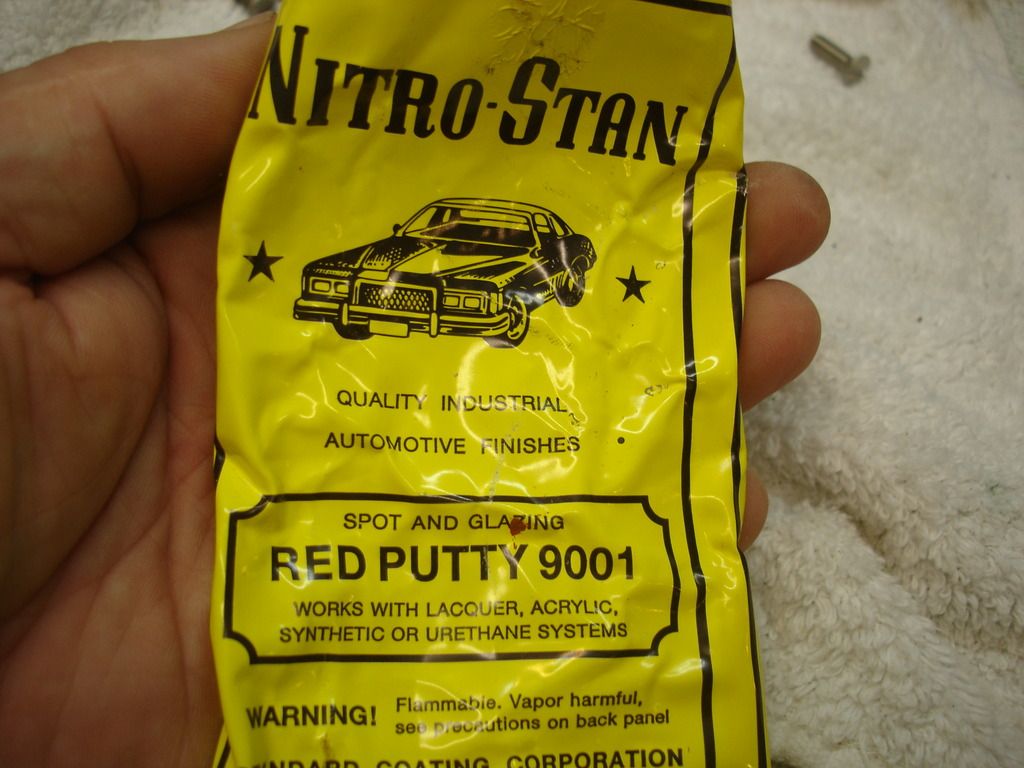 NITRO-STAN
QUALITY INDUSTRIAL
AUTOMOTIVE FINISHES
SPOT AND GLAZING
RED PUTTY 9001
WORKS WITH LACQUER, ACRYLIC,
SYNTHETIC OR URETHANE SYSTEMS
WARNING! Flammable. Vapor harmful,
see precautions on back panel
COATING CORPORATION